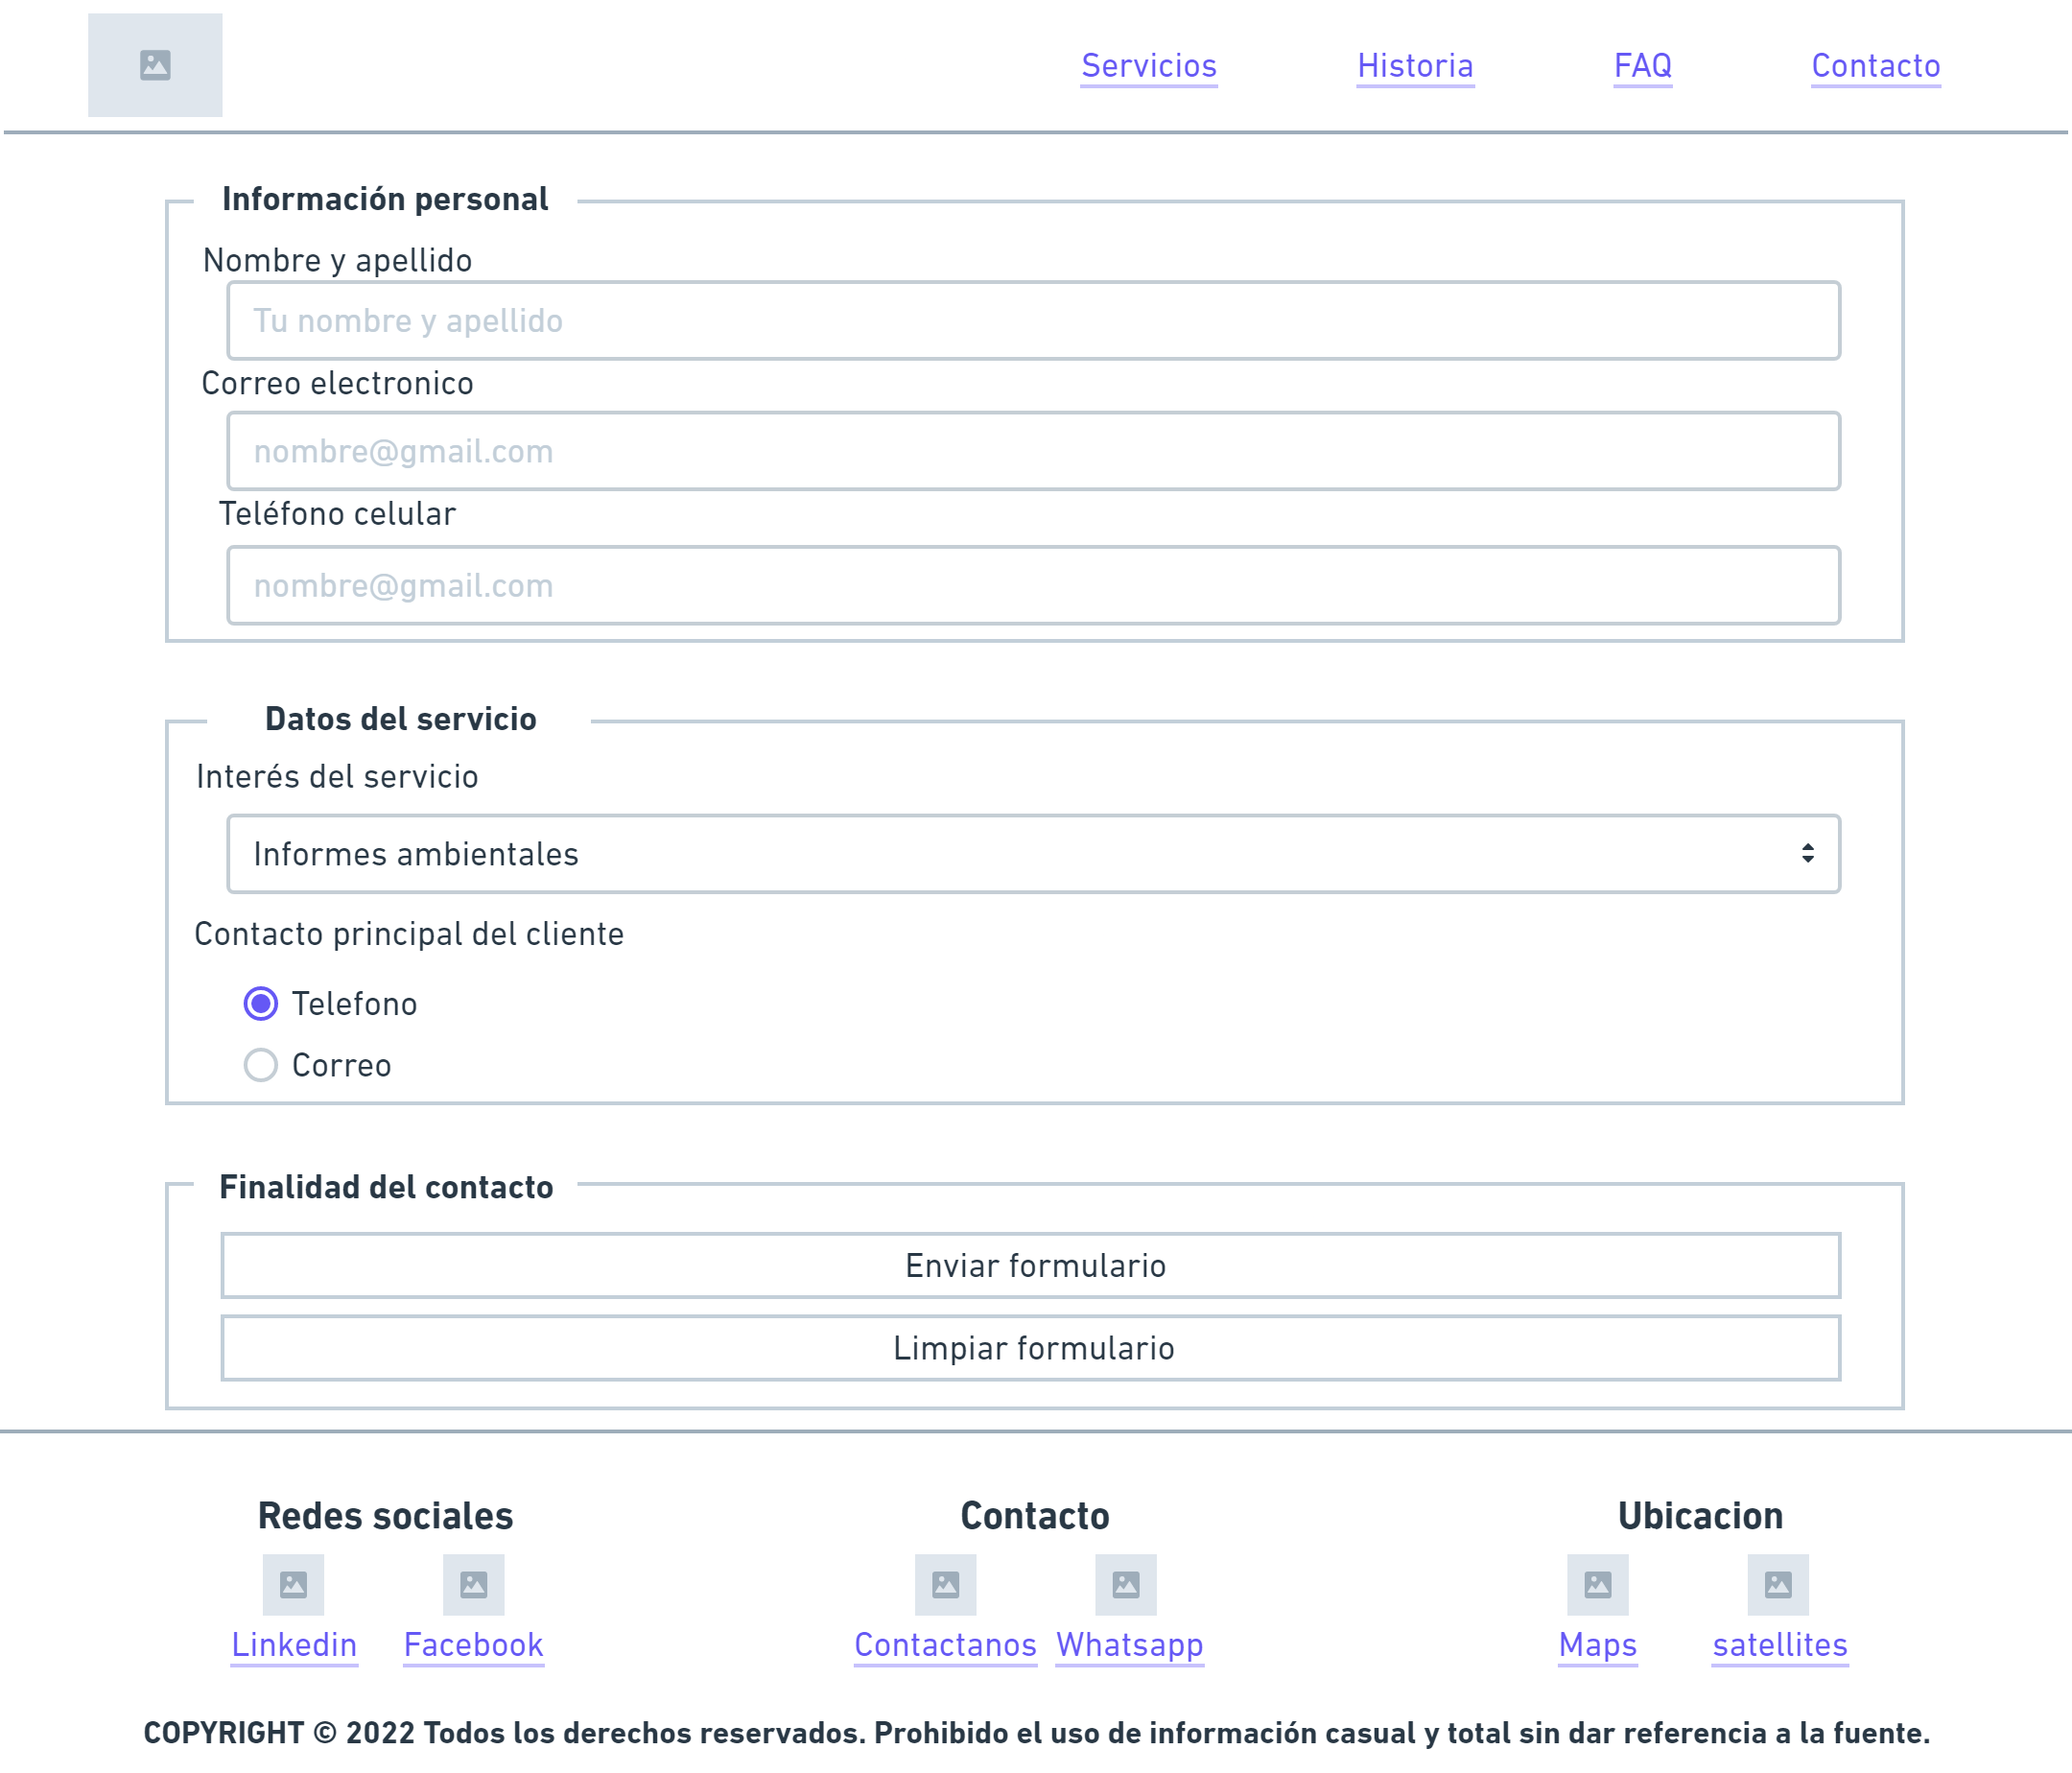 Servicios Historia FAQ Contacto
Información personal
Nombre y apellido
Tu nombre y apellido
Correo electronico
nombre@gmail.com
Teléfono celular
nombre@gmail.com
Datos del servicio
Interés del servicio
Informes ambientales
Contacto principal del cliente
Telefono
Correo
Finalidad del contacto
Enviar formulario
Limpiar formulario
Redes sociales Contacto Ubicacion
Linkedin Facebook Contactanos Whatsapp Maps satellites
COPYRIGHT © 2022 Todos los derechos reservados. Prohibido el uso de información casual y total sin dar referencia a la fuente.